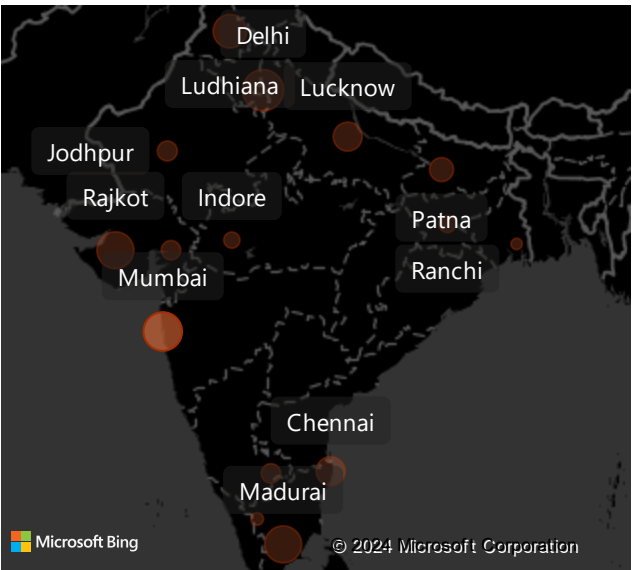 Delhi
Ludhiana
Lucknow
Jodhpur
Rajkot
Indore
Patna
Mumbai
Ranchi
Chennai
Madurai
Microsoft Bing
© 2024 Microsoft Corporation